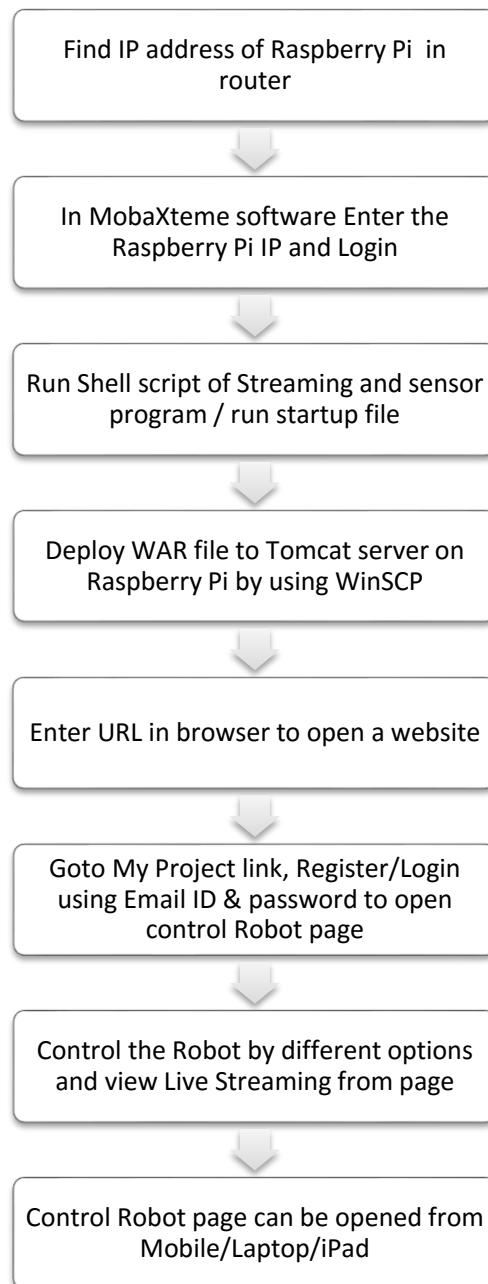 Find IP address of Raspberry Pi in
router
In MobaXteme software Enter the
Raspberry Pi IP and Login
Run Shell script of Streaming and sensor
program / run startup file
Deploy WAR file to Tomcat server on
Raspberry Pi by using WinSCP
Enter URL in browser to open a website
Goto My Project link, Register/Login
using Email ID & password to open
control Robot page
Control the Robot by different options
and view Live Streaming from page
Control Robot page can be opened from
Mobile/Laptop/iPad